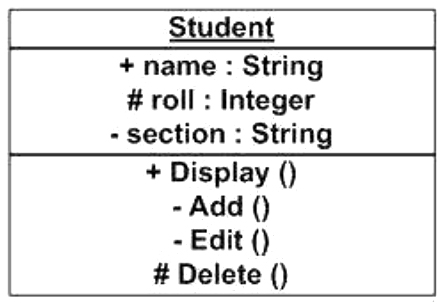 Student
+ name : String
# roll : Integer
- section : String
+ Display ()
- Add ()
- Edit ()
# Delete ()